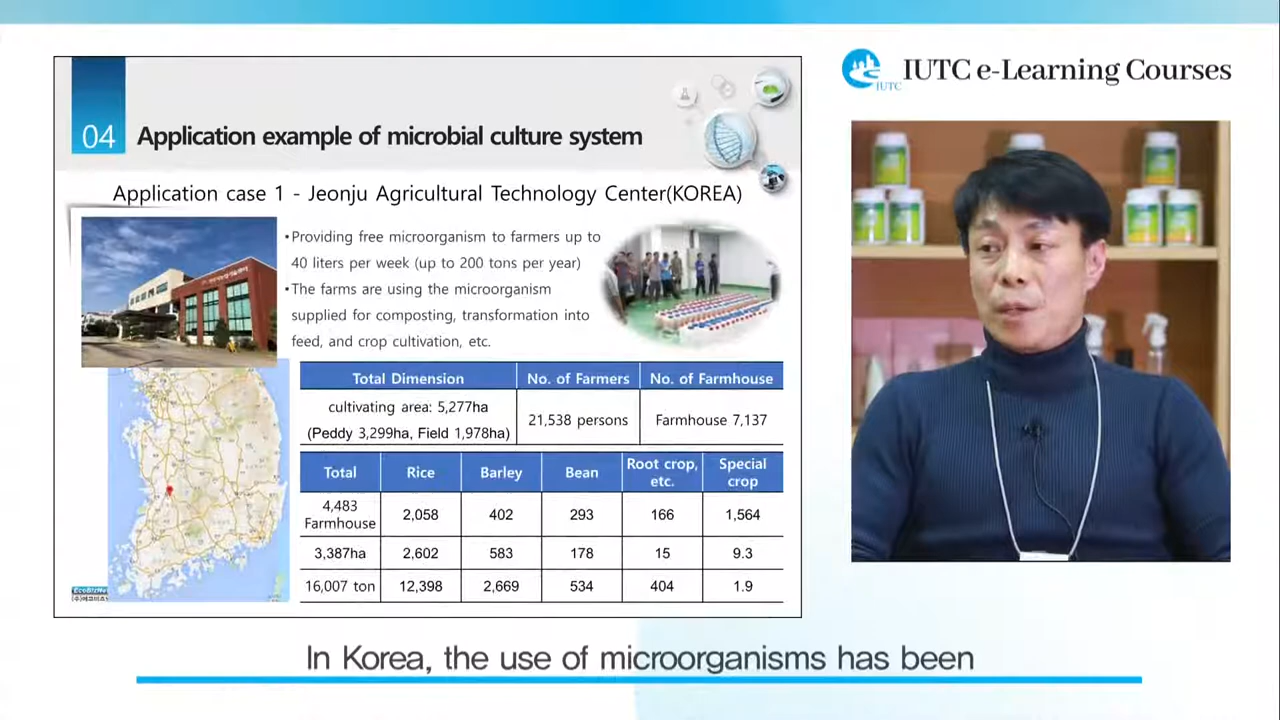 IUTC e-Learning Courses
IUTC
04 Application example of microbial culture system
Application case 1 - Jeonju Agricultural Technology Center(KOREA)
•Providing free microorganism to farmers up to
40 liters per week (up to 200 tons per year)
•The farms are using the microorganism
supplied for composting, transformation into
feed, and crop cultivation, etc.
Total Dimension No. of Farmers No. of Farmhouse
cultivating area: 5,277ha
(Peddy 3,299ha, Field 1,978ha) 21,538 persons Farmhouse 7,137
Total Rice Barley Bean Root crop, etc. Special crop
4,483 Farmhouse 2,058 402 293 166 1,564
3,387ha 2,602 583 178 15 9.3
16,007 ton 12,398 2,669 534 404 1.9
In Korea, the use of microorganisms has been